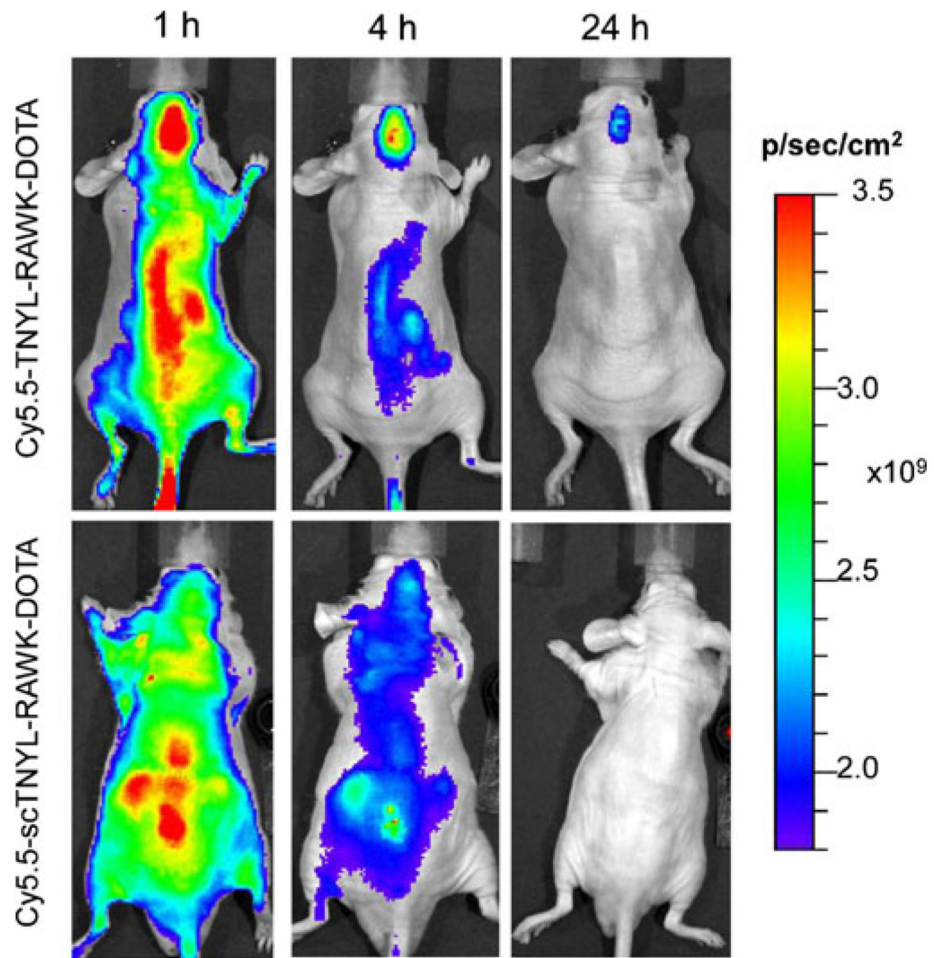 1 h 4 h 24 h
Cy5.5-TNYL-RAWK-DOTA
Cy5.5-scTNYL-RAWK-DOTA
p/sec/cm²
3.5
3.0
x10⁹
2.5
2.0